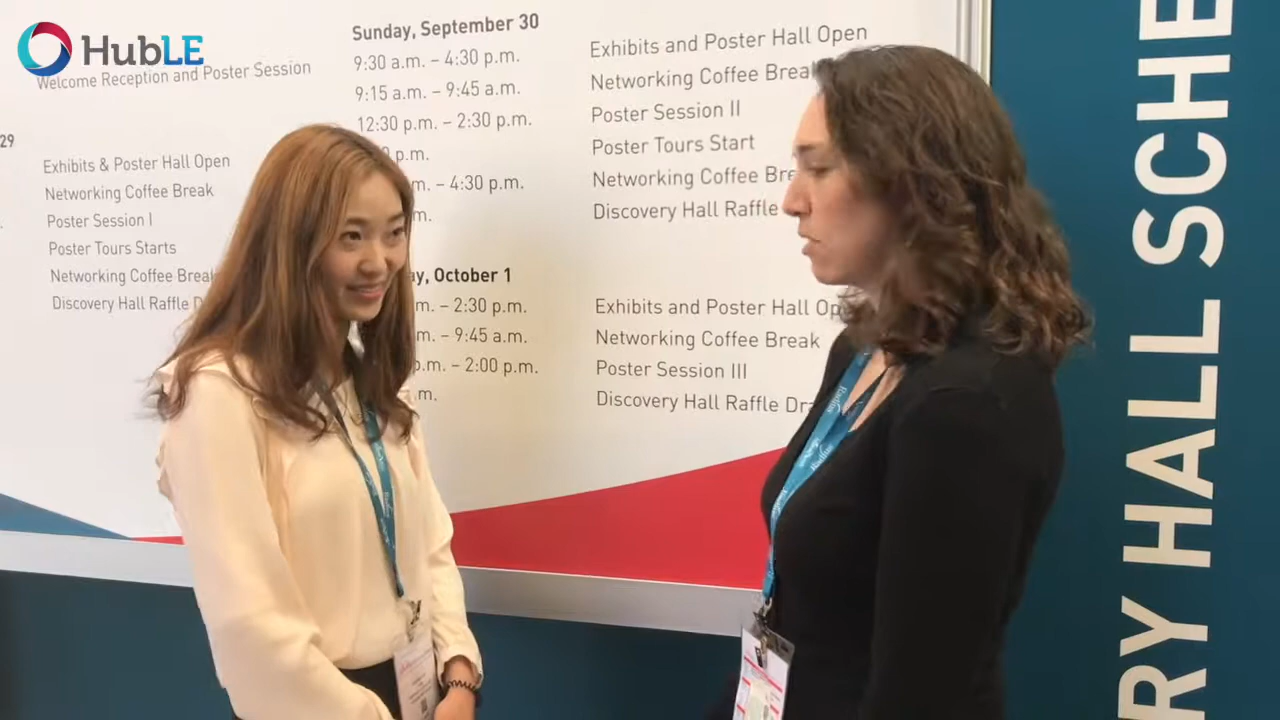 HubLE
Welcome Reception and Poster Session
29
Exhibits & Poster Hall Open
Networking Coffee Break
Poster Session I
Poster Tours Starts
Networking Coffee
Discovery Hall Raffle
Sunday, September 30
9:30 a.m. – 4:30 p.m.
9:15 a.m. – 9:45 a.m.
12:30 p.m. – 2:30 p.m.
p.m.
m. – 4:30 p.m.
m.
October 1
m. – 2:30 p.m.
m. – 9:45 a.m.
p.m. – 2:00 p.m.
m.
Exhibits and Poster Hall Open
Networking Coffee
Poster Session II
Poster Tours Start
Networking Coffee
Discovery Hall Raffle
Exhibits and Poster Hall
Networking Coffee Break
Poster Session III
Discovery Hall Raffle
RY HALL SCHE